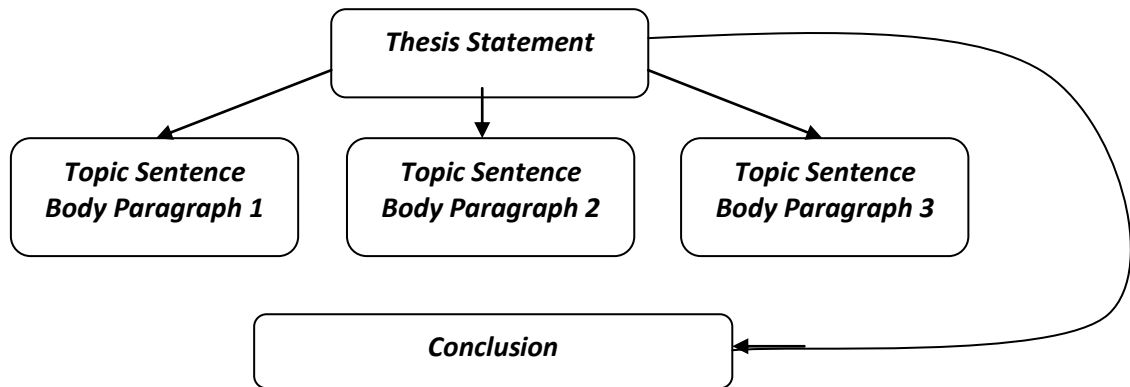 Thesis Statement
Topic Sentence
Body Paragraph 1
Topic Sentence
Body Paragraph 2
Topic Sentence
Body Paragraph 3
Conclusion